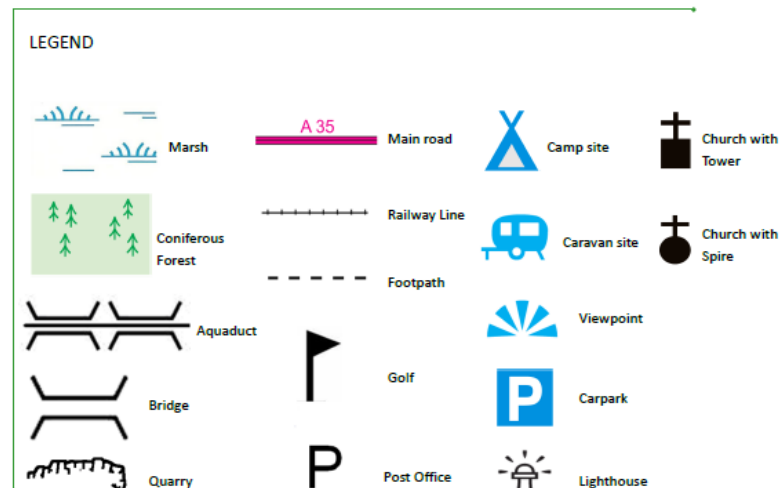 LEGEND
Marsh
Coniferous
Forest
Aquaduct
Bridge
Quarry
A 35
Main road
Railway Line
Footpath
Golf
P
Post Office
Camp site
Caravan site
Viewpoint
P
Carpark
Lighthouse
Church with
Tower
Church with
Spire